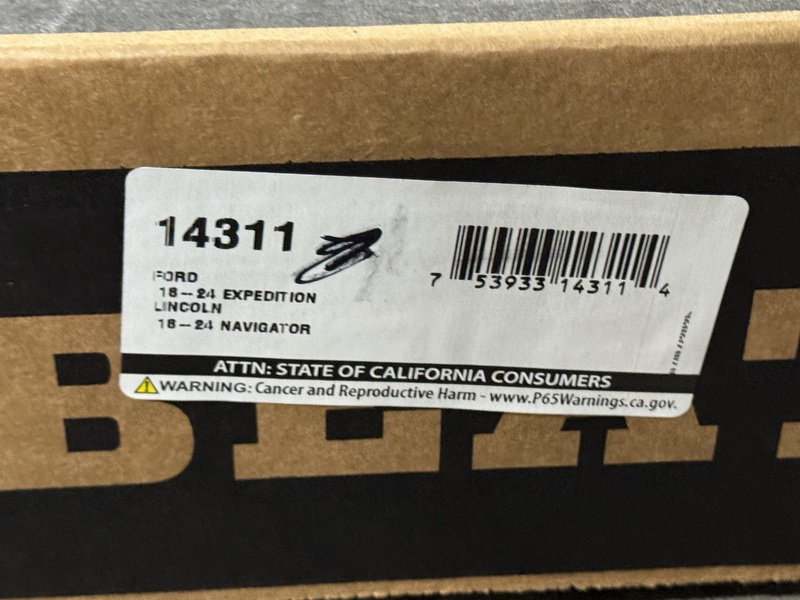 14311
FORD
18-24 EXPEDITION
LINCOLN
18-24 NAVIGATOR
7 53933 14311 4
ATTN: STATE OF CALIFORNIA CONSUMERS
WARNING: Cancer and Reproductive Harm - www.P65Warnings.ca.gov.